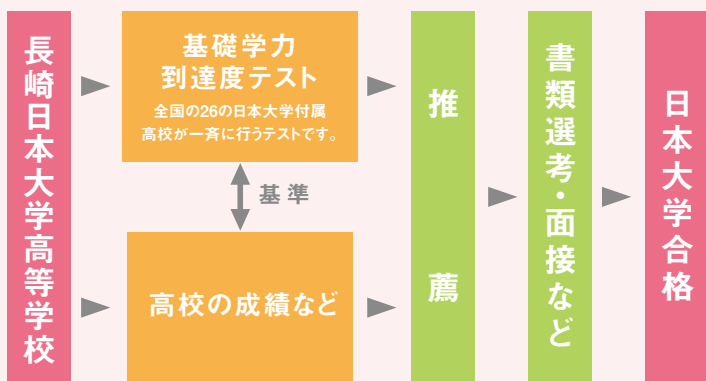 長崎日本大学高等学校
基礎学力
到達度テスト
全国の26の日本大学付属
高校が一斉に行うテストです。
基準
高校の成績など
推薦
書類選考・面接など
日本大学合格